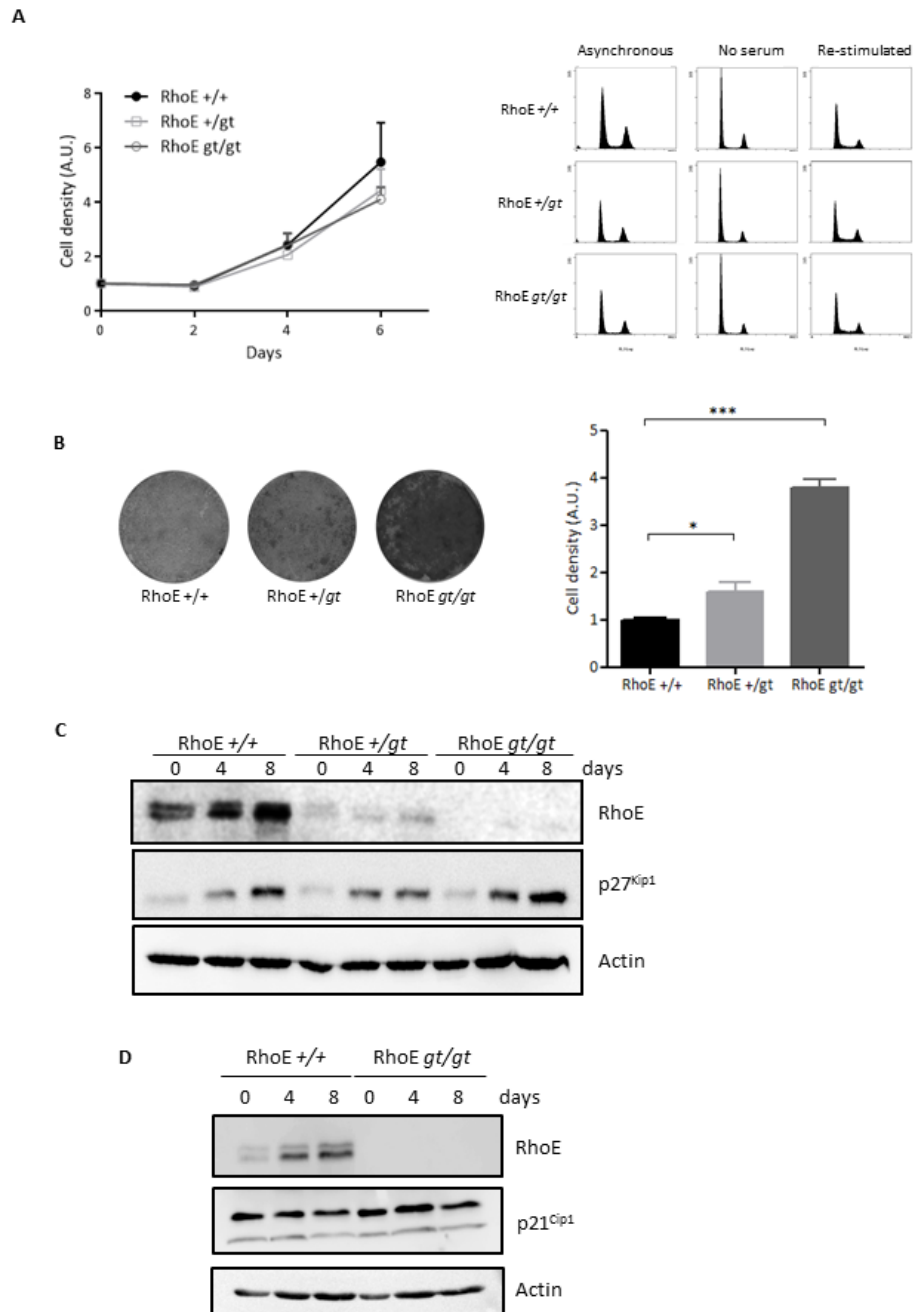 A
Asynchronous No serum Re-stimulated
RhoE +/+
RhoE +/gt
RhoE gt/gt
8
6
4
2
0
Cell density (A.U.)
0 2 4 6
Days
RhoE +/+
RhoE +/gt
RhoE gt/gt
B
RhoE +/+ RhoE +/gt RhoE gt/gt
***
*
5
4
3
2
1
0
Cell density (A.U.)
RhoE +/+ RhoE +/gt RhoE gt/gt
C
RhoE +/+ RhoE +/gt RhoE gt/gt
0 4 8 0 4 8 0 4 8 days
RhoE
p27Kip1
Actin
D
RhoE +/+ RhoE gt/gt
0 4 8 0 4 8 days
RhoE
p21Cip1
Actin